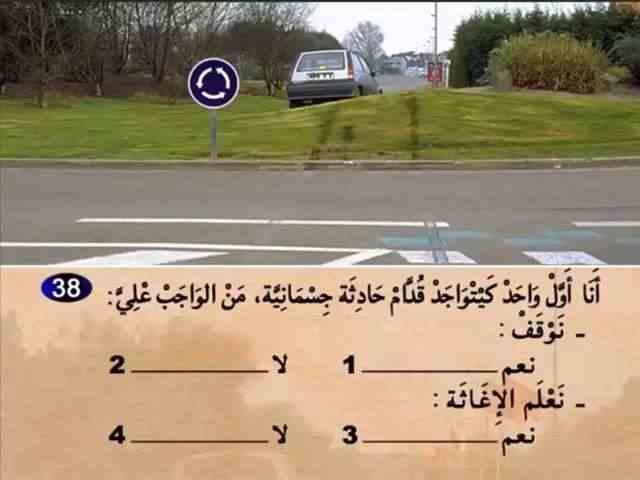 38 أَنَا أَوَّلْ وَاحَدْ كَيْتْوَاجَدْ قُدَّامْ حَادِثَة جِسْمَانِيَّة، مَنْ الوَاجَبْ عْلِيَّ:
- نَوْقَفْ :
نعم ________ 1 لا ________ 2
- نَعْلَم الإِغَاثَة :
نعم ________ 3 لا ________ 4